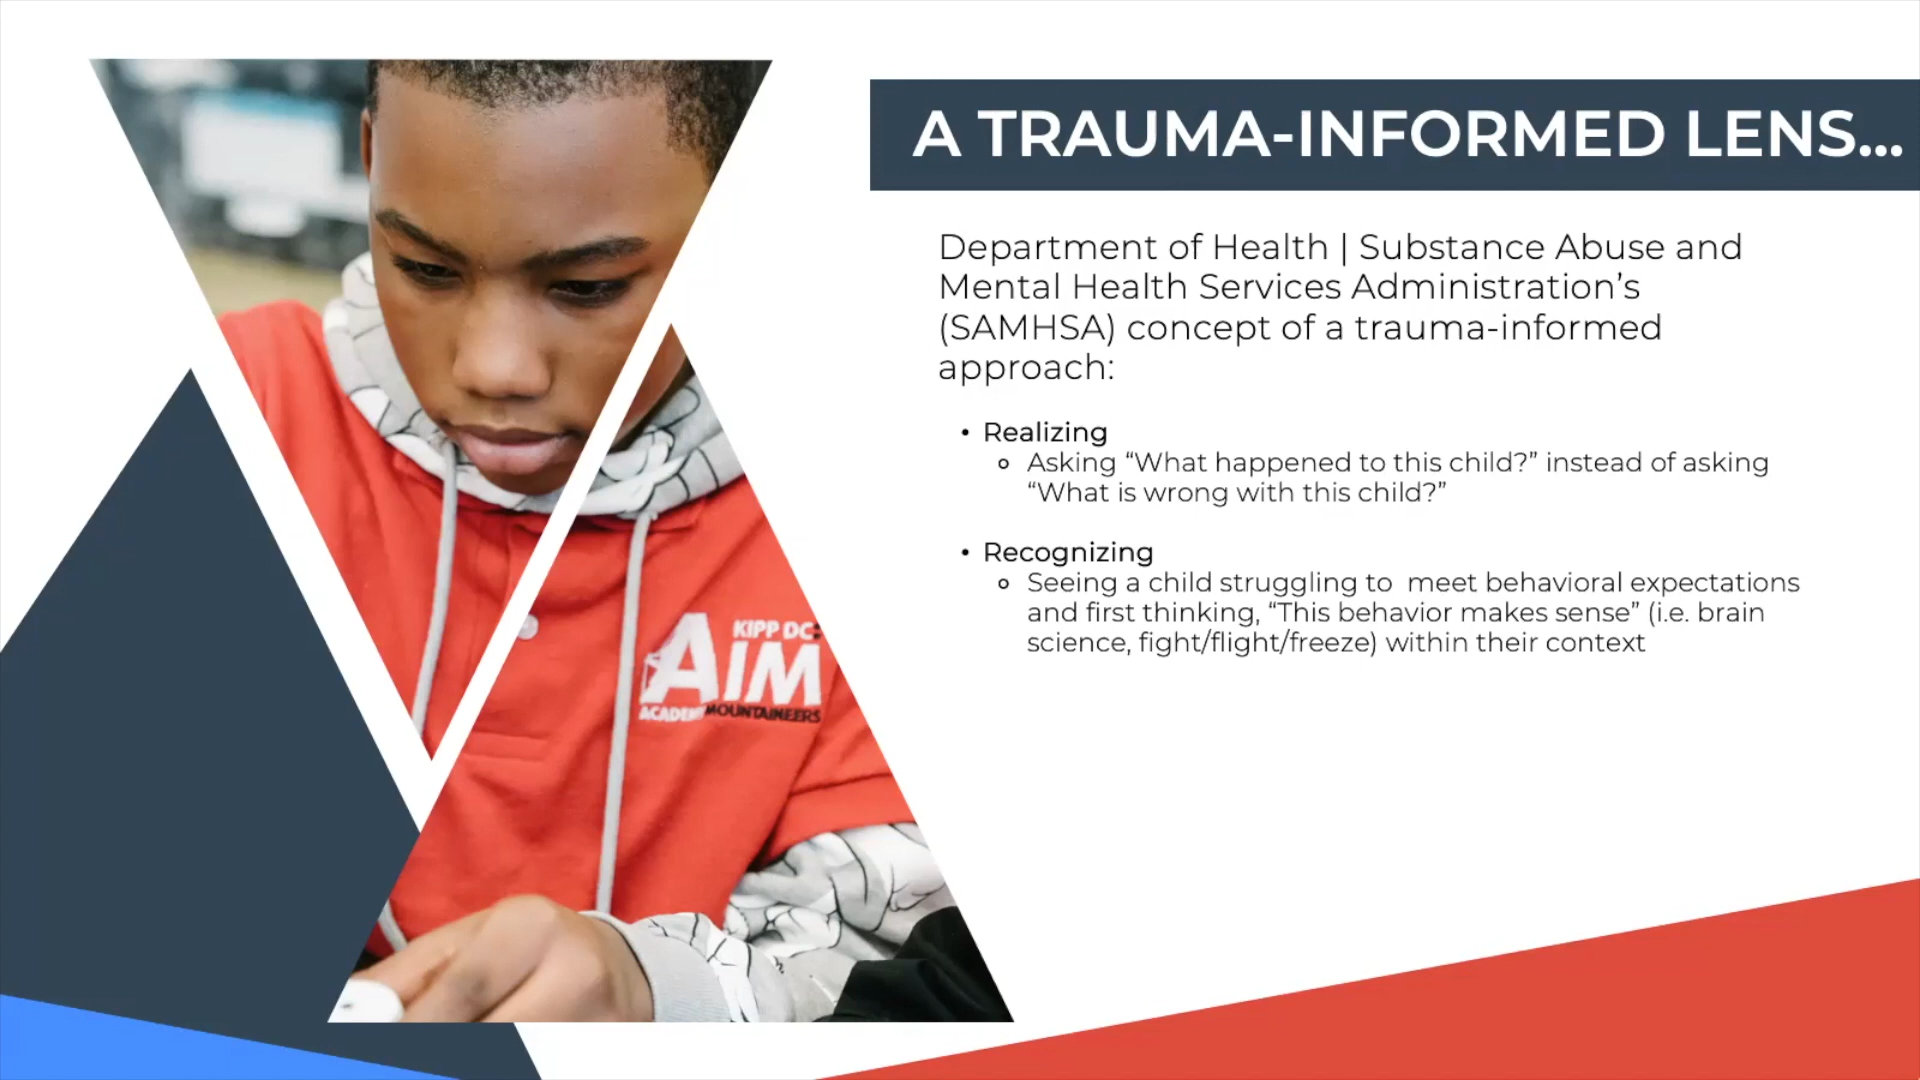 A TRAUMA-INFORMED LENS...
Department of Health | Substance Abuse and
Mental Health Services Administration’s
(SAMHSA) concept of a trauma-informed
approach:
• Realizing
Asking “What happened to this child?” instead of asking
“What is wrong with this child?”
• Recognizing
Seeing a child struggling to  meet behavioral expectations
and first thinking, “This behavior makes sense” (i.e. brain
science, fight/flight/freeze) within their context
KIPP DC:
AIM
ACADEMY MOUNTAINEERS